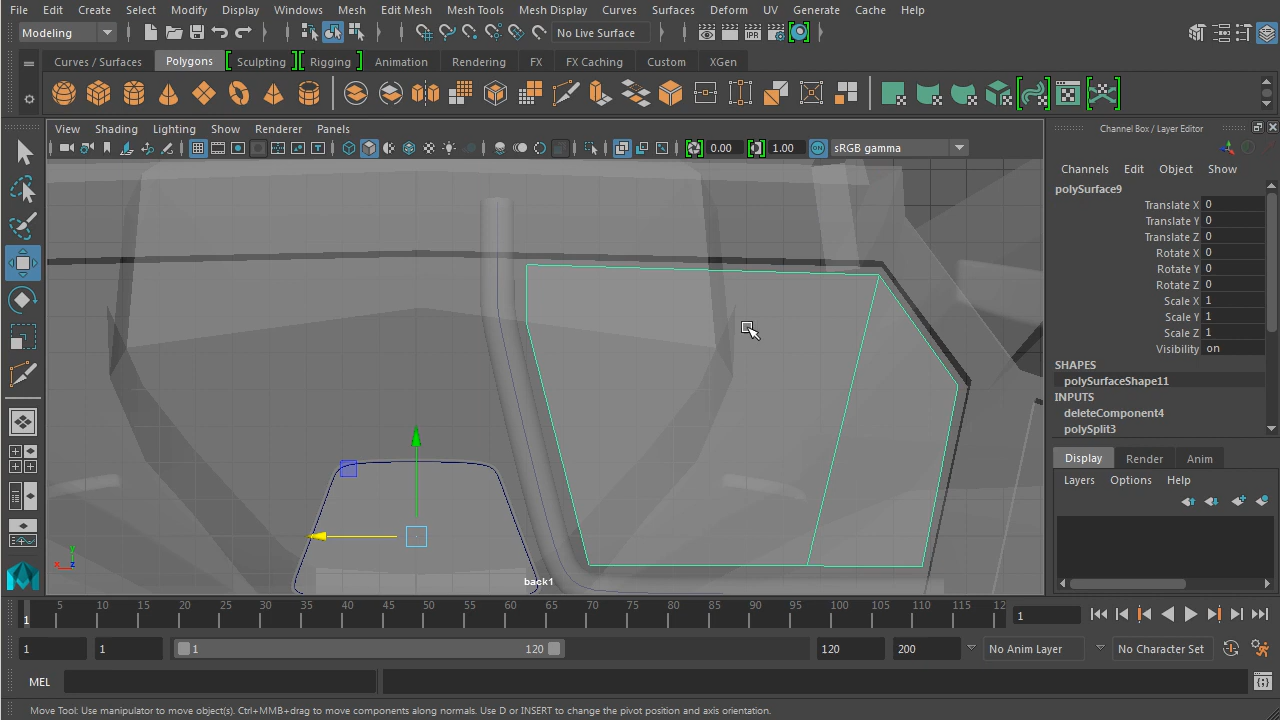 File Edit Create Select Modify Display Windows Mesh Edit Mesh Mesh Tools Mesh Display Curves Surfaces Deform UV Generate Cache Help
Modeling No Live Surface
Curves / Surfaces Polygons Sculpting Rigging Animation Rendering FX FX Caching Custom XGen
View Shading Lighting Show Renderer Panels
0.00 1.00 ON sRGB gamma
Channel Box / Layer Editor
Channels Edit Object Show
polySurface9
Translate X 0
Translate Y 0
Translate Z 0
Rotate X 0
Rotate Y 0
Rotate Z 0
Scale X 1
Scale Y 1
Scale Z 1
Visibility on
SHAPES
polySurfaceShape11
INPUTS
deleteComponent4
polySplit3
Display Render Anim
Layers Options Help
y
x z
back1
5 10 15 20 25 30 35 40 45 50 55 60 65 70 75 80 85 90 95 100 105 110 115 12
1 1
1 1 1 120 120 200 No Anim Layer No Character Set
MEL
Move Tool: Use manipulator to move object(s). Ctrl+MMB+drag to move components along normals. Use D or INSERT to change the pivot position and axis orientation.